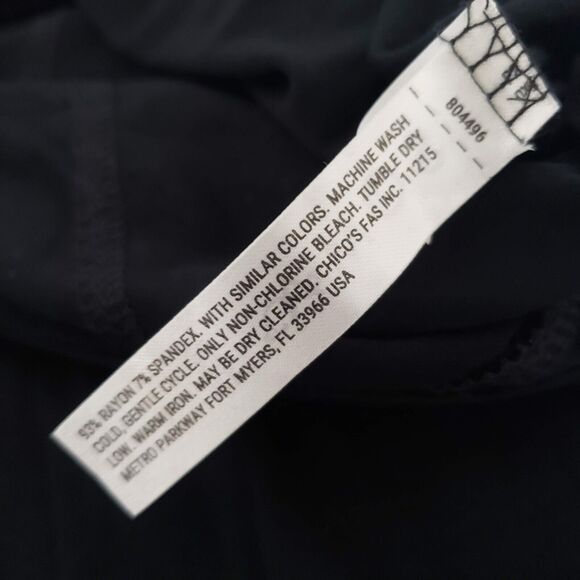 804496
93% RAYON 7% SPANDEX. WITH SIMILAR COLORS. MACHINE WASH
COLD, GENTLE CYCLE. ONLY NON-CHLORINE BLEACH. TUMBLE DRY
LOW. WARM IRON. MAY BE DRY CLEANED. CHICO'S FAS INC. 11215
METRO PARKWAY FORT MYERS, FL 33966 USA